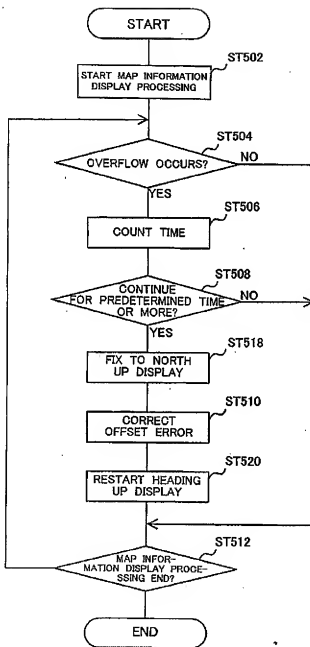 START
ST502
START MAP INFORMATION
DISPLAY PROCESSING
ST504
OVERFLOW OCCURS?
NO
YES
ST506
COUNT TIME
ST508
CONTINUE
FOR PREDETERMINED TIME
OR MORE?
NO
YES
ST518
FIX TO NORTH
UP DISPLAY
ST510
CORRECT
OFFSET ERROR
ST520
RESTART HEADING
UP DISPLAY
ST512
MAP INFOR-
MATION DISPLAY PROCE-
SSING END?
END